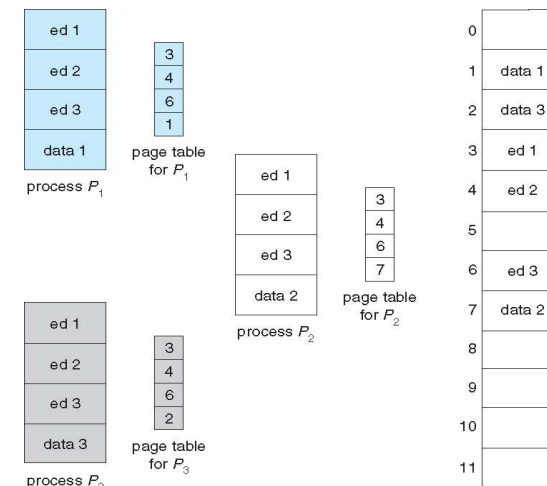 ed 1
ed 2
ed 3
data 1
process P1
3
4
6
1
page table
for P1
ed 1
ed 2
ed 3
data 2
process P2
3
4
6
7
page table
for P2
ed 1
ed 2
ed 3
data 3
3
4
6
2
page table
for P3
process
0
1 data 1
2 data 3
3 ed 1
4 ed 2
5
6 ed 3
7 data 2
8
9
10
11